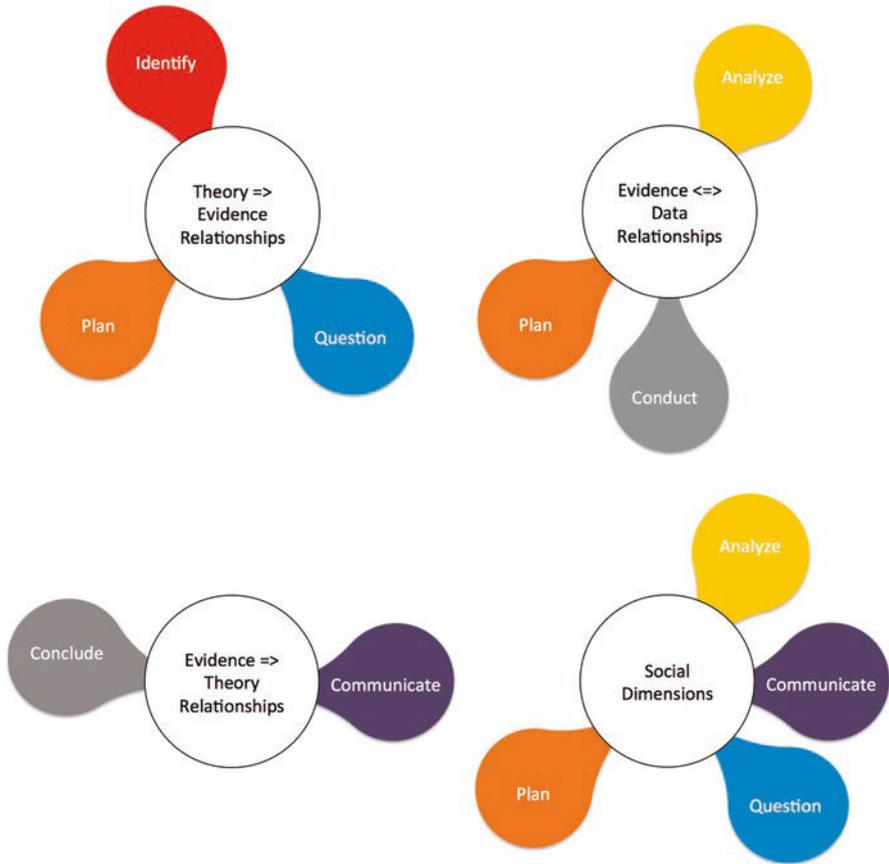 Identify
Theory =>
Evidence
Relationships
Plan
Question
Analyze
Evidence <=>
Data
Relationships
Plan
Conduct
Conclude
Evidence =>
Theory
Relationships
Communicate
Analyze
Social
Dimensions
Communicate
Plan
Question